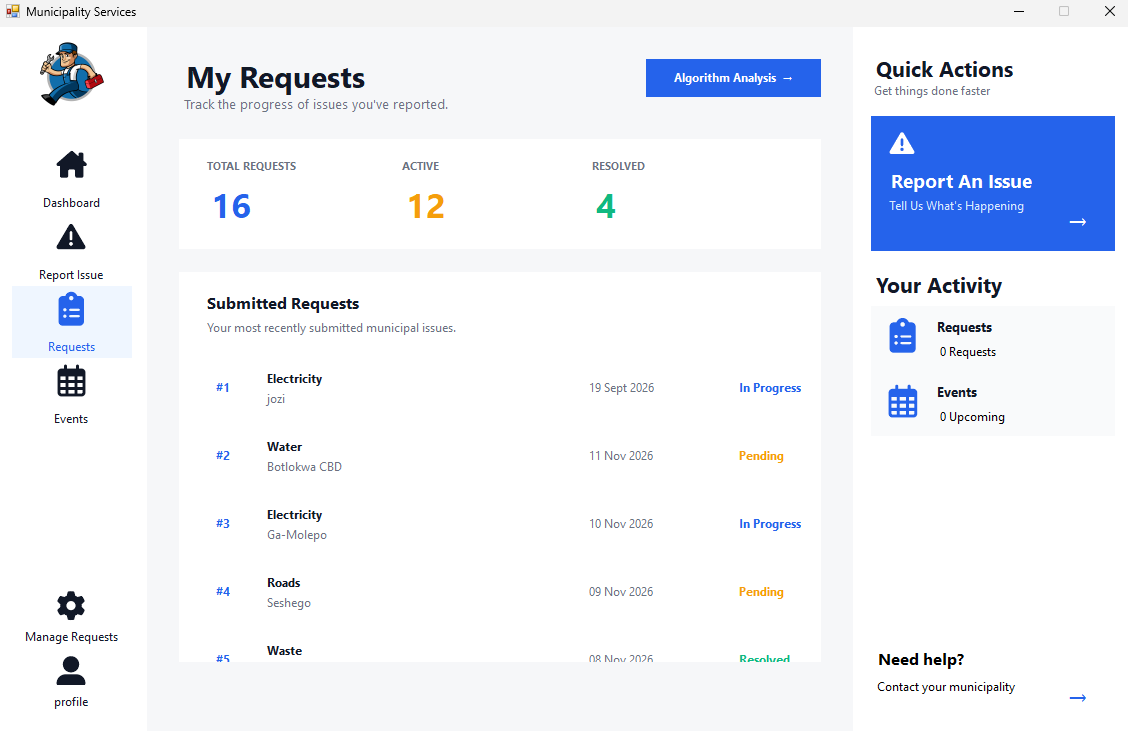 Municipality Services
Dashboard
Report Issue
Requests
Events
Manage Requests
profile
My Requests
Track the progress of issues you've reported.
Algorithm Analysis →
TOTAL REQUESTS
16
ACTIVE
12
RESOLVED
4
Submitted Requests
Your most recently submitted municipal issues.
#1 Electricity 19 Sept 2026 In Progress
jozi
#2 Water 11 Nov 2026 Pending
Botlokwa CBD
#3 Electricity 10 Nov 2026 In Progress
Ga-Molepo
#4 Roads 09 Nov 2026 Pending
Seshego
#5 Waste 08 Nov 2026 Resolved
Quick Actions
Get things done faster
Report An Issue
Tell Us What's Happening
→
Your Activity
Requests
0 Requests
Events
0 Upcoming
Need help?
Contact your municipality
→